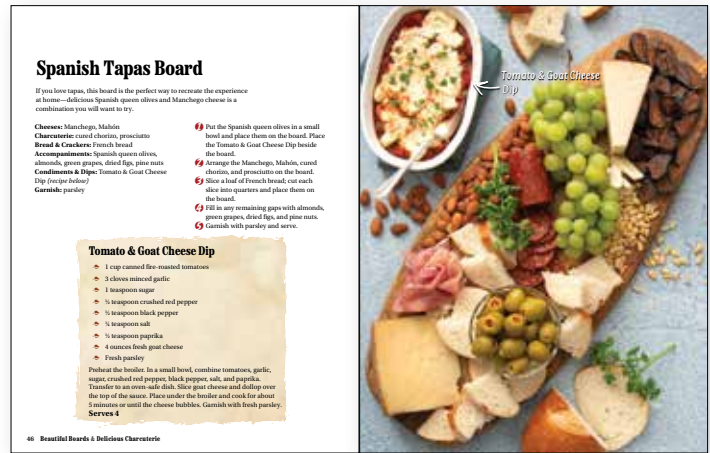 Spanish Tapas Board
If you love tapas, this board is the perfect way to recreate the experience
at home—delicious Spanish queen olives and Manchego cheese is a
combination you will want to try.
Cheeses: Manchego, Mahón
Charcuterie: cured chorizo, prosciutto
Bread & Crackers: French bread
Accompaniments: Spanish queen olives,
almonds, green grapes, dried figs, pine nuts
Condiments & Dips: Tomato & Goat Cheese
Dip (recipe below)
Garnish: parsley
1 Put the Spanish queen olives in a small
bowl and place them on the board. Place
the Tomato & Goat Cheese Dip beside
the board.
2 Arrange the Manchego, Mahón, cured
chorizo, and prosciutto on the board.
3 Slice a loaf of French bread; cut each
slice into quarters and place them on
the board.
4 Fill in any remaining gaps with almonds,
green grapes, dried figs, and pine nuts.
5 Garnish with parsley and serve.
Tomato & Goat Cheese Dip
1 cup canned fire-roasted tomatoes
3 cloves minced garlic
1 teaspoon sugar
teaspoon crushed red pepper
teaspoon black pepper
teaspoon salt
teaspoon paprika
4 ounces fresh goat cheese
Fresh parsley
Preheat the broiler. In a small bowl, combine tomatoes, garlic,
sugar, crushed red pepper, black pepper, salt, and paprika.
Transfer to an oven-safe dish. Slice goat cheese and dollop over
the top of the sauce. Place under the broiler and cook for about
5 minutes or until the cheese bubbles. Garnish with fresh parsley.
Serves 4
46 Beautiful Boards & Delicious Charcuterie
Tomato & Goat Cheese
Dip